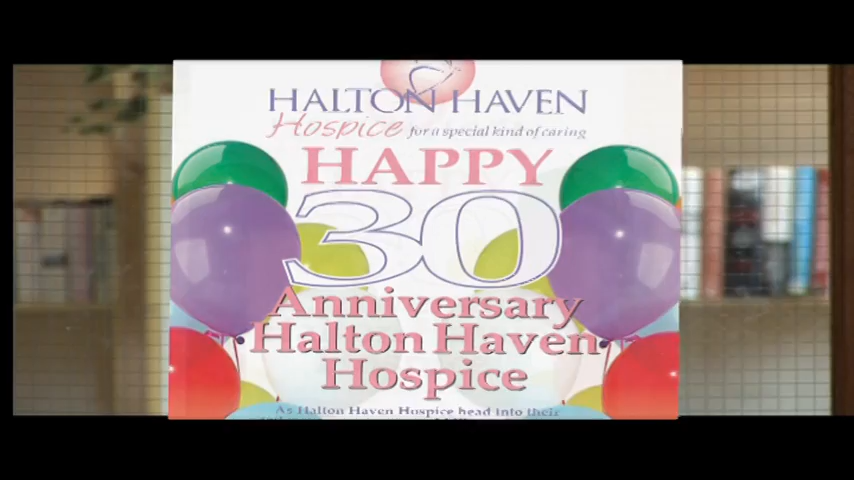 HALTON HAVEN
Hospice for a special kind of caring
HAPPY
30
Anniversary
Halton Haven
Hospice
As Halton Haven Hospice head into their